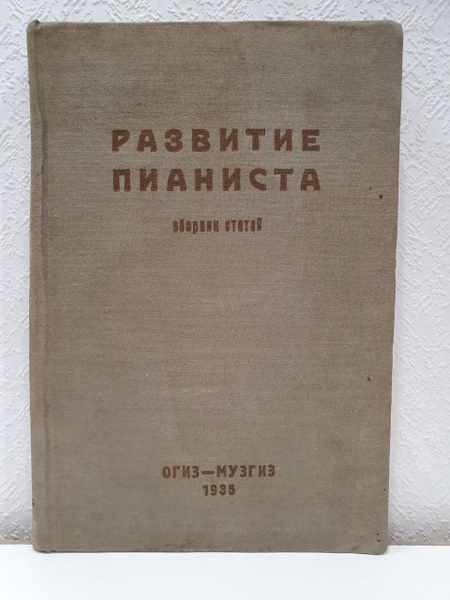 РАЗВИТИЕ
ПИАНИСТА
сборник статей
ОГИЗ—МУЗГИЗ
1935